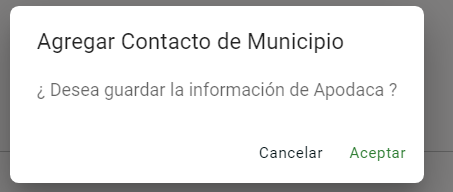 Agregar Contacto de Municipio
¿ Desea guardar la información de Apodaca ?
Cancelar Aceptar